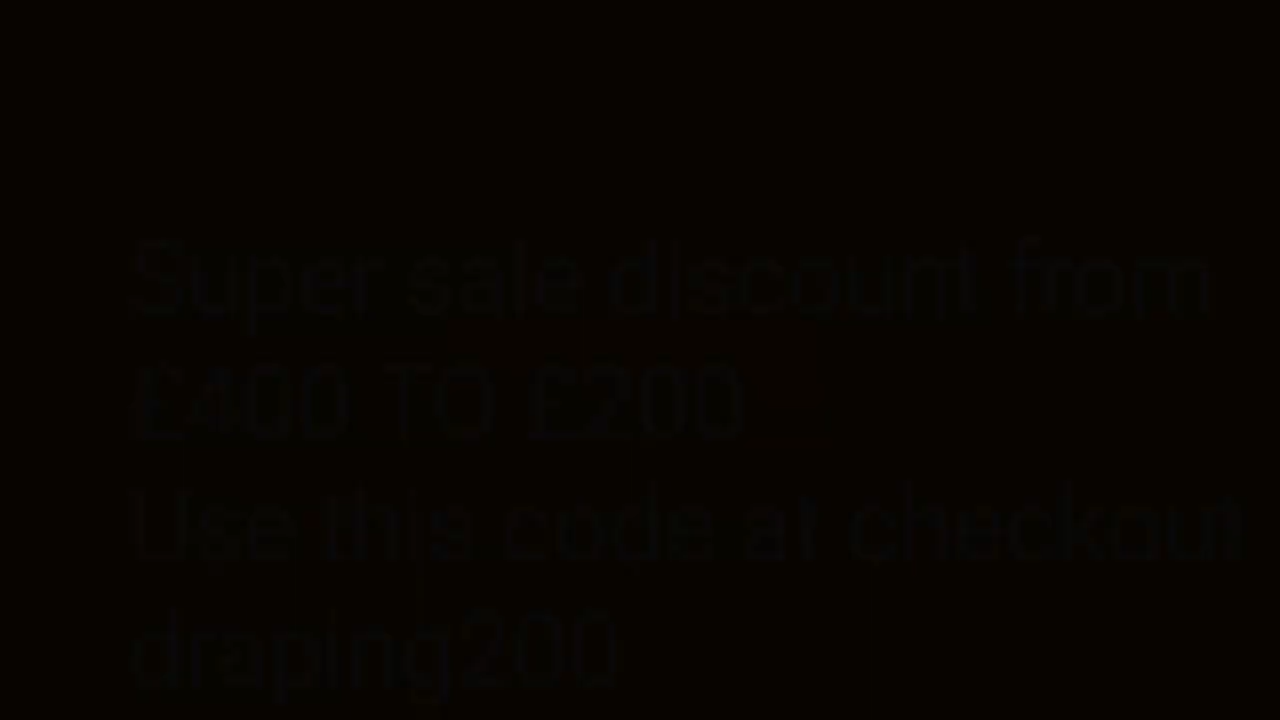 Super sale discount from
£400 TO £200
Use this code at checkout
draping200